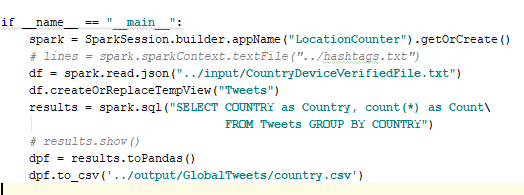 if __name__ == "__main__":
    spark = SparkSession.builder.appName("LocationCounter").getOrCreate()
    # lines = spark.sparkContext.textFile("../hashtags.txt")
    df = spark.read.json("../input/CountryDeviceVerifiedFile.txt")
    df.createOrReplaceTempView("Tweets")
    results = spark.sql("SELECT COUNTRY as Country, count(*) as Count\
                         FROM Tweets GROUP BY COUNTRY")
    # results.show()
    dpf = results.toPandas()
    dpf.to_csv('../output/GlobalTweets/country.csv')